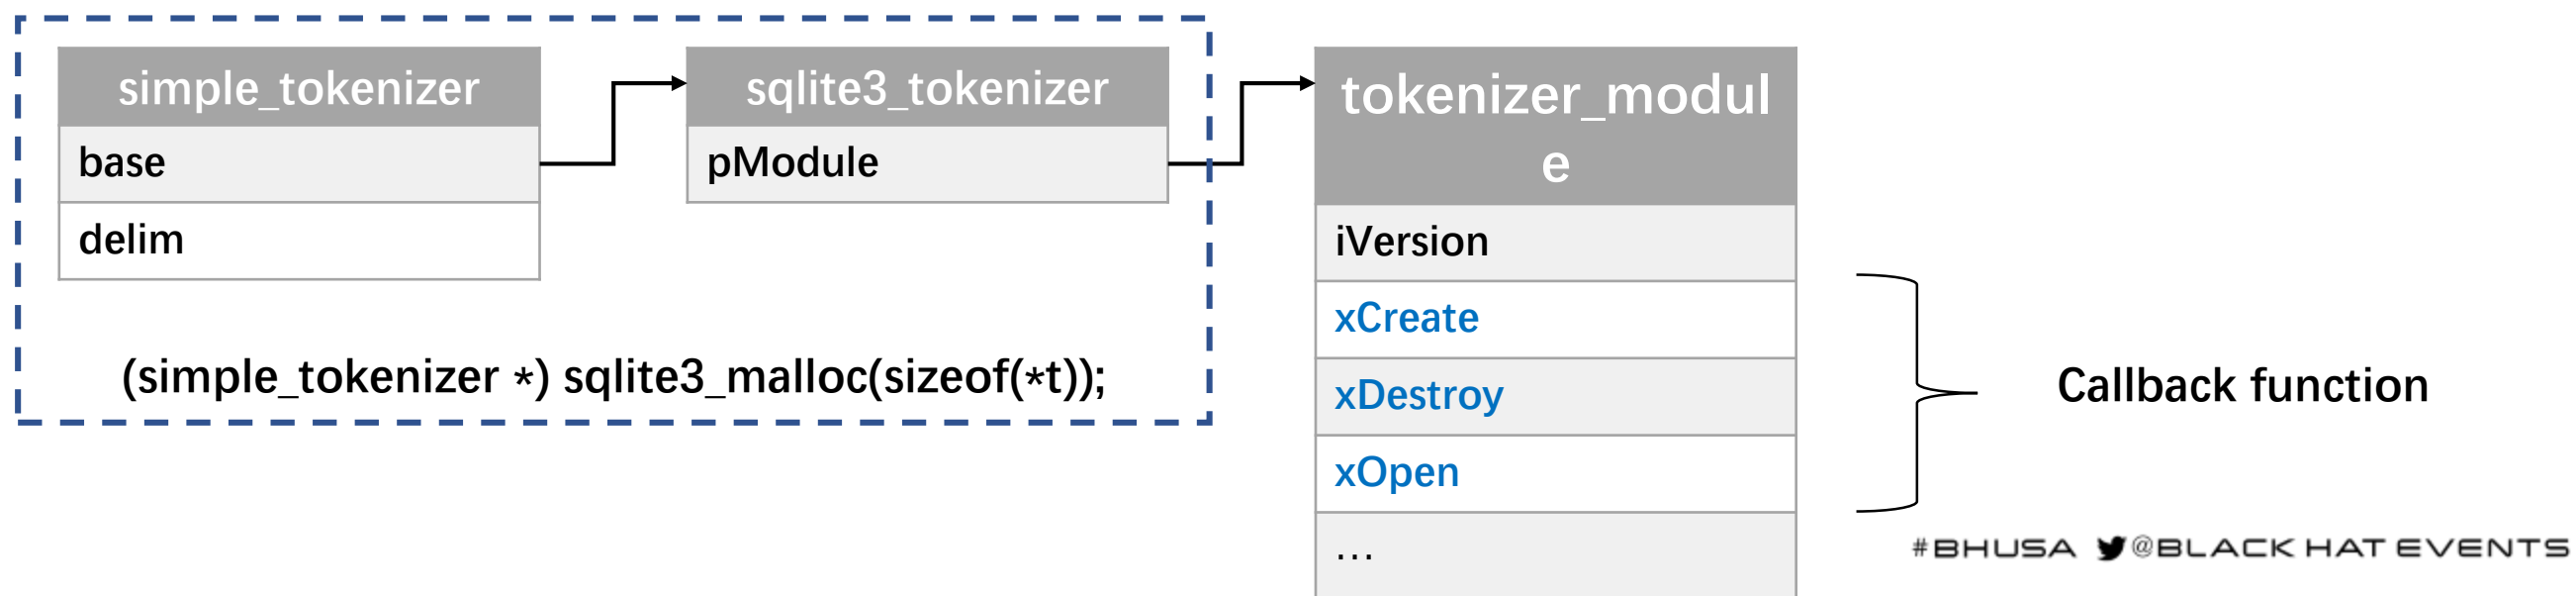 simple_tokenizer
base
delim
sqlite3_tokenizer
pModule
(simple_tokenizer *) sqlite3_malloc(sizeof(*t));
tokenizer_modul
e
iVersion
xCreate
xDestroy
xOpen
...
Callback function
#BHUSA @BLACK HAT EVENTS